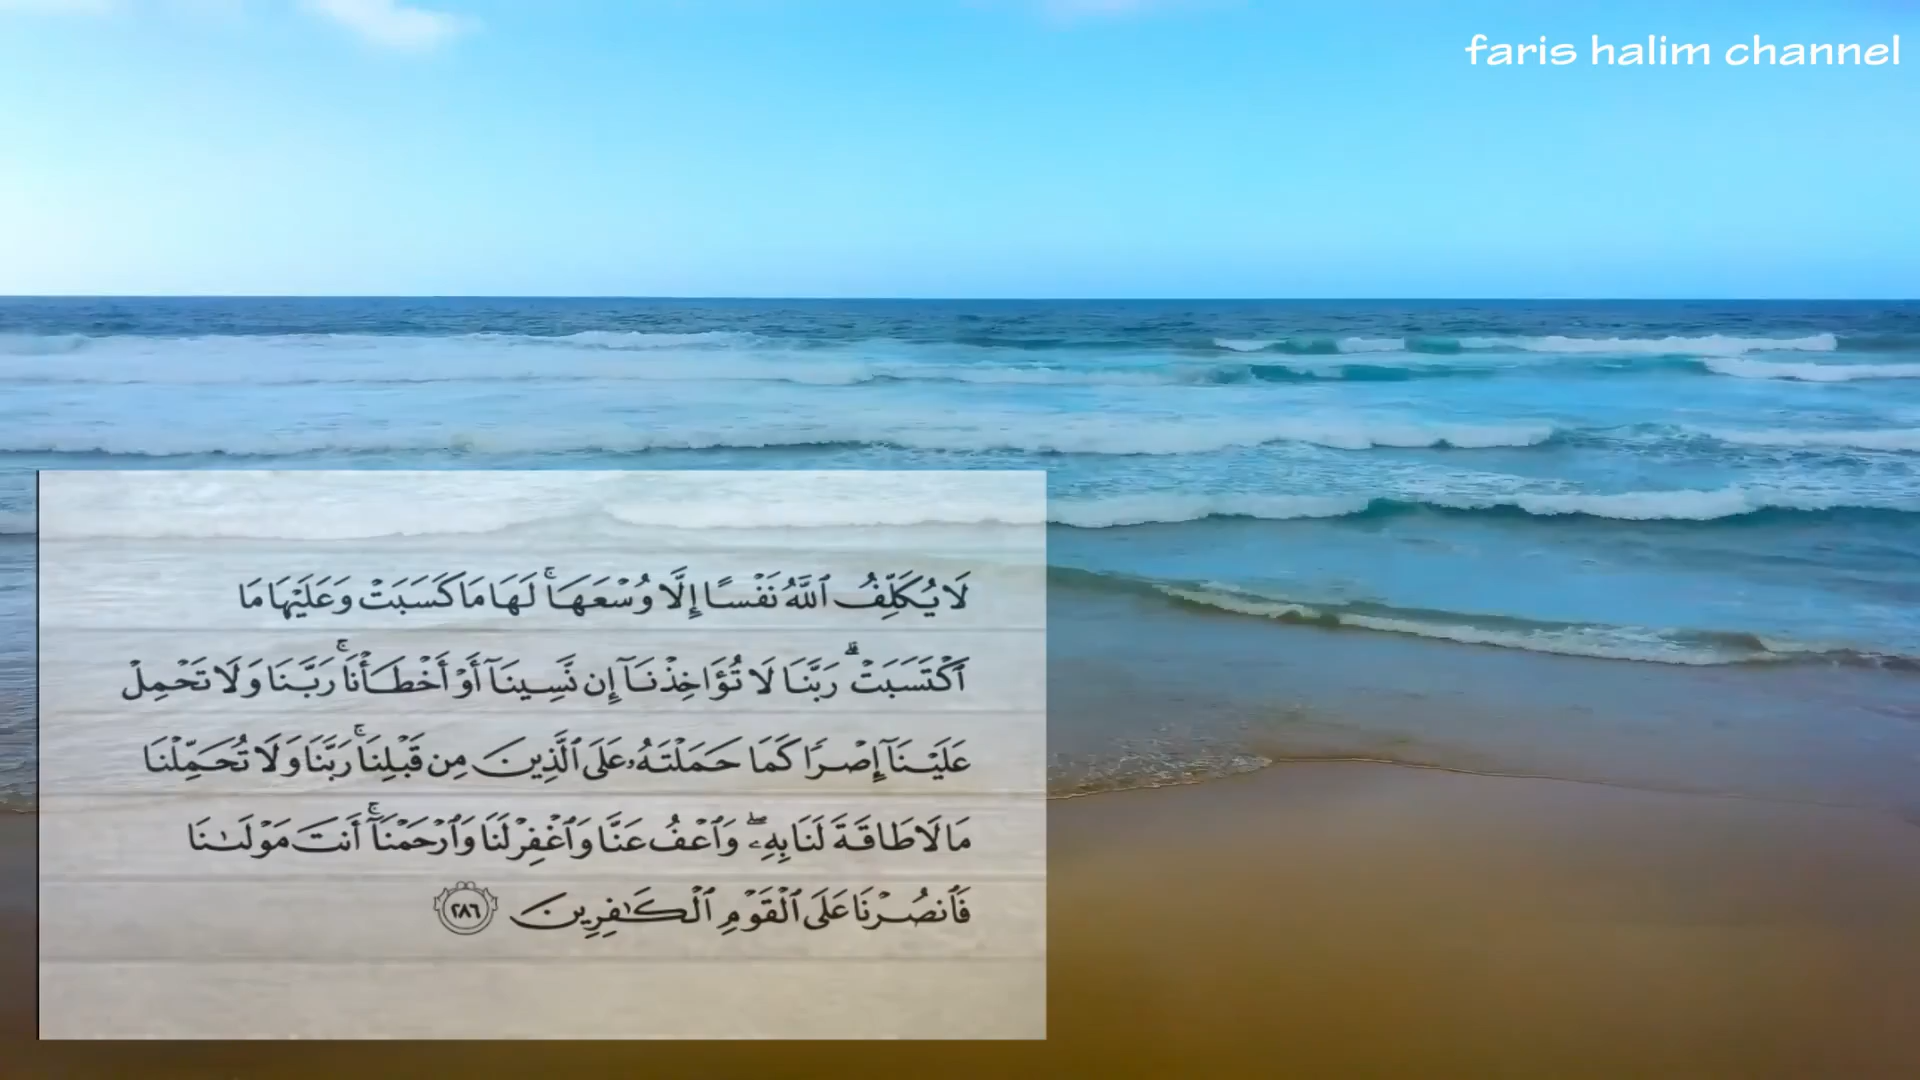 faris halim channel
لَا يُكَلِّفُ ٱللَّهُ نَفْسًا إِلَّا وُسْعَهَاۚ لَهَا مَا كَسَبَتْ وَعَلَيْهَا مَا
ٱكْتَسَبَتْۗ رَبَّنَا لَا تُؤَاخِذْنَآ إِن نَّسِينَآ أَوْ أَخْطَأْنَاۚ رَبَّنَا وَلَا تَحْمِلْ
عَلَيْنَآ إِصْرًا كَمَا حَمَلْتَهُۥ عَلَى ٱلَّذِينَ مِن قَبْلِنَاۚ رَبَّنَا وَلَا تُحَمِّلْنَا
مَا لَا طَاقَةَ لَنَا بِهِۦۖ وَٱعْفُ عَنَّا وَٱغْفِرْ لَنَا وَٱرْحَمْنَآۚ أَنتَ مَوْلَىٰنَا
فَٱنصُرْنَا عَلَى ٱلْقَوْمِ ٱلْكَٰفِرِينَ ٢٨٦